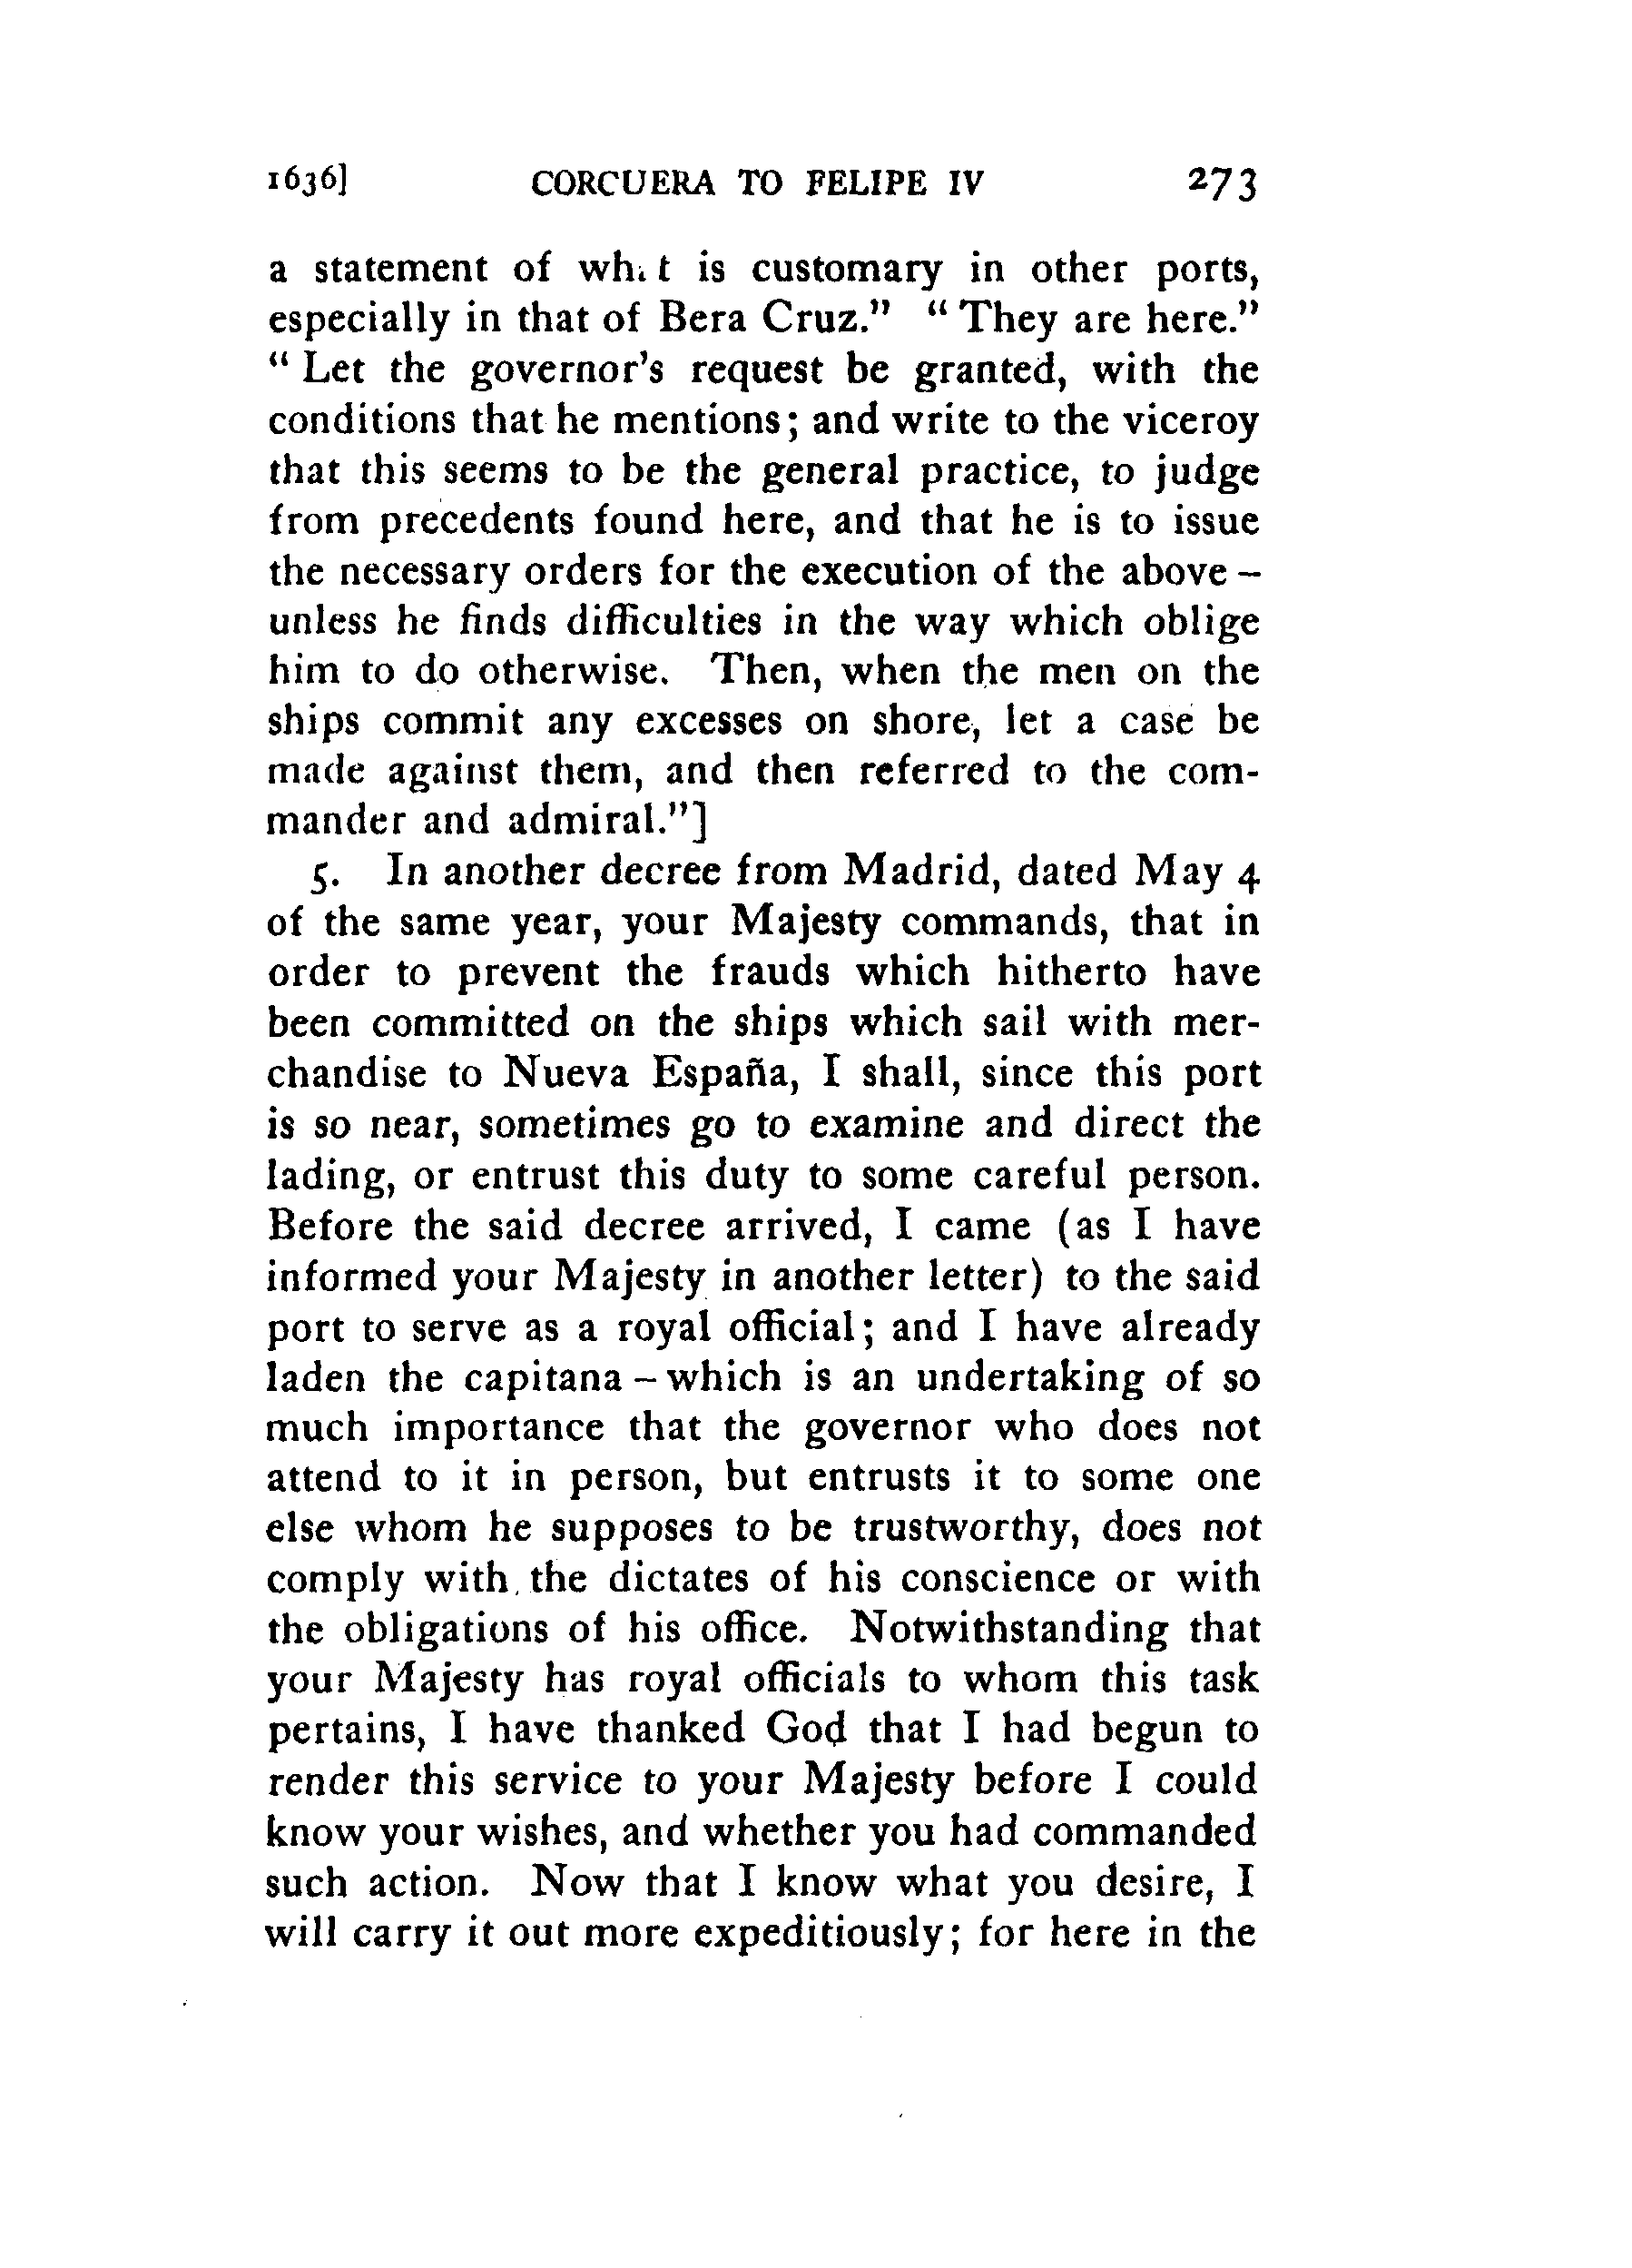 1636] CORCUERA TO FELIPE IV 273
a statement of what is customary in other ports,
especially in that of Bera Cruz." "They are here."
"Let the governor's request be granted, with the
conditions that he mentions; and write to the viceroy
that this seems to be the general practice, to judge
from precedents found here, and that he is to issue
the necessary orders for the execution of the above –
unless he finds difficulties in the way which oblige
him to do otherwise. Then, when the men on the
ships commit any excesses on shore, let a case be
made against them, and then referred to the com-
mander and admiral."]
5. In another decree from Madrid, dated May 4
of the same year, your Majesty commands, that in
order to prevent the frauds which hitherto have
been committed on the ships which sail with mer-
chandise to Nueva España, I shall, since this port
is so near, sometimes go to examine and direct the
lading, or entrust this duty to some careful person.
Before the said decree arrived, I came (as I have
informed your Majesty in another letter) to the said
port to serve as a royal official; and I have already
laden the capitana – which is an undertaking of so
much importance that the governor who does not
attend to it in person, but entrusts it to some one
else whom he supposes to be trustworthy, does not
comply with the dictates of his conscience or with
the obligations of his office. Notwithstanding that
your Majesty has royal officials to whom this task
pertains, I have thanked God that I had begun to
render this service to your Majesty before I could
know your wishes, and whether you had commanded
such action. Now that I know what you desire, I
will carry it out more expeditiously; for here in the